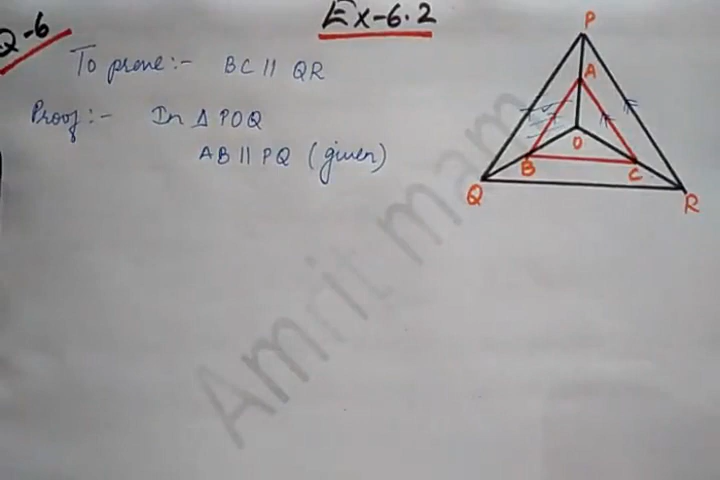 Q-6
Ex-6.2
To prove:- BC || QR
Proof:- In Δ POQ
AB || PQ (given)
P
A
O
B
C
Q
R
Amrit mam